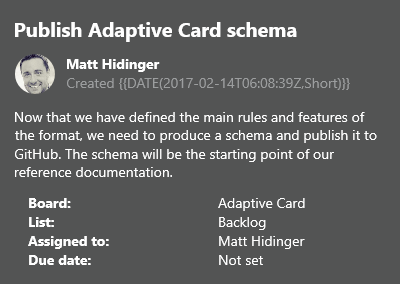 Publish Adaptive Card schema
Matt Hidinger
Created {{DATE(2017-02-14T06:08:39Z,Short)}}
Now that we have defined the main rules and features of
the format, we need to produce a schema and publish it to
GitHub. The schema will be the starting point of our
reference documentation.
Board: Adaptive Card
List: Backlog
Assigned to: Matt Hidinger
Due date: Not set